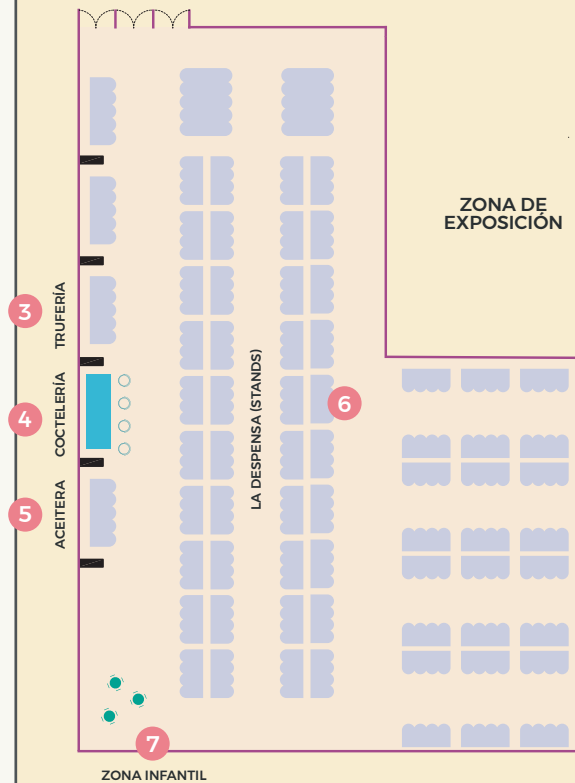 ZONA DE
EXPOSICIÓN
3
TRUFERÍA
4
COCTELERÍA
5
ACEITERA
LA DESPENSA (STANDS)
6
7
ZONA INFANTIL